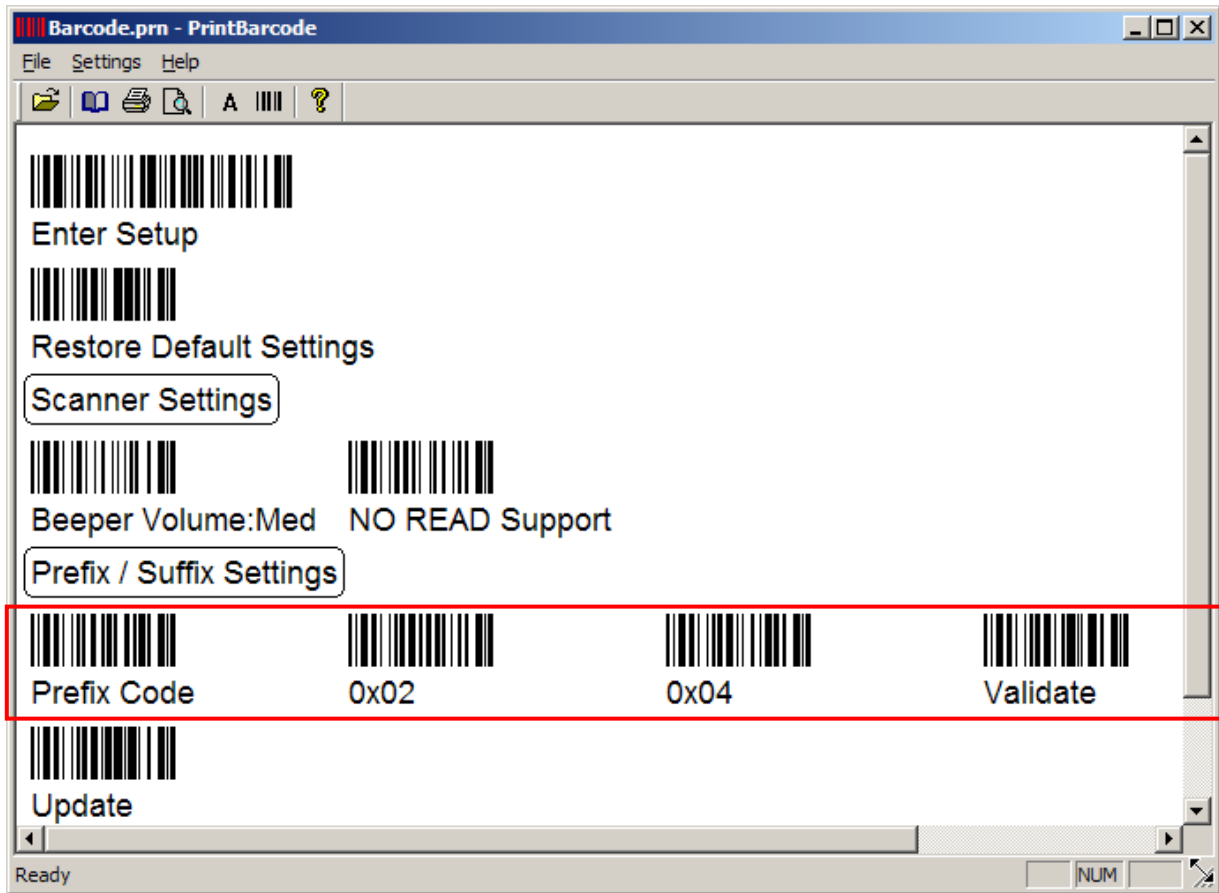 Barcode.prn - PrintBarcode
File Settings Help
A
?
Enter Setup
Restore Default Settings
Scanner Settings
Beeper Volume:Med NO READ Support
Prefix / Suffix Settings
Prefix Code 0x02 0x04 Validate
Update
Ready NUM